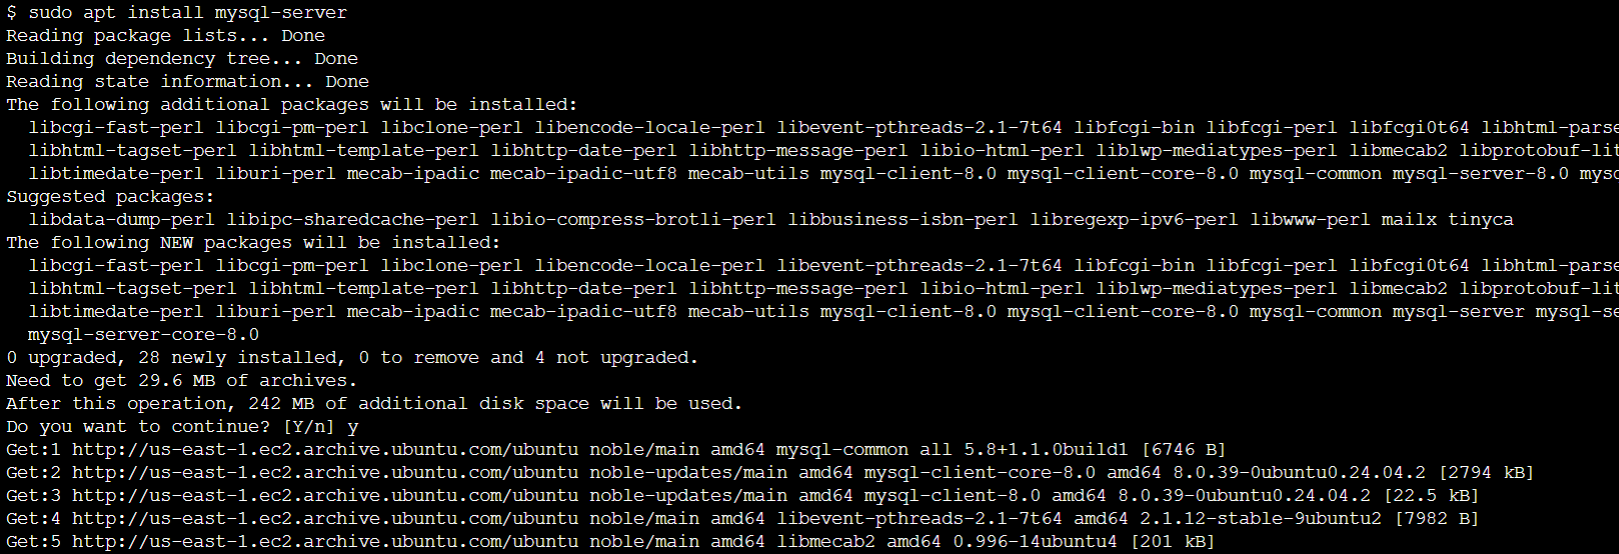 $ sudo apt install mysql-server
Reading package lists... Done
Building dependency tree... Done
Reading state information... Done
The following additional packages will be installed:
  libcgi-fast-perl libcgi-pm-perl libclone-perl libencode-locale-perl libevent-pthreads-2.1-7t64 libfcgi-bin libfcgi-perl libfcgi0t64 libhtml-parse
  libhtml-tagset-perl libhtml-template-perl libhttp-date-perl libhttp-message-perl libio-html-perl liblwp-mediatypes-perl libmecab2 libprotobuf-lit
  libtimedate-perl liburi-perl mecab-ipadic mecab-ipadic-utf8 mecab-utils mysql-client-8.0 mysql-client-core-8.0 mysql-common mysql-server-8.0 mysq
Suggested packages:
  libdata-dump-perl libipc-sharedcache-perl libio-compress-brotli-perl libbusiness-isbn-perl libregexp-ipv6-perl libwww-perl mailx tinyca
The following NEW packages will be installed:
  libcgi-fast-perl libcgi-pm-perl libclone-perl libencode-locale-perl libevent-pthreads-2.1-7t64 libfcgi-bin libfcgi-perl libfcgi0t64 libhtml-parse
  libhtml-tagset-perl libhtml-template-perl libhttp-date-perl libhttp-message-perl libio-html-perl liblwp-mediatypes-perl libmecab2 libprotobuf-lit
  libtimedate-perl liburi-perl mecab-ipadic mecab-ipadic-utf8 mecab-utils mysql-client-8.0 mysql-client-core-8.0 mysql-common mysql-server mysql-se
  mysql-server-core-8.0
0 upgraded, 28 newly installed, 0 to remove and 4 not upgraded.
Need to get 29.6 MB of archives.
After this operation, 242 MB of additional disk space will be used.
Do you want to continue? [Y/n] y
Get:1 http://us-east-1.ec2.archive.ubuntu.com/ubuntu noble/main amd64 mysql-common all 5.8+1.1.0build1 [6746 B]
Get:2 http://us-east-1.ec2.archive.ubuntu.com/ubuntu noble-updates/main amd64 mysql-client-core-8.0 amd64 8.0.39-0ubuntu0.24.04.2 [2794 kB]
Get:3 http://us-east-1.ec2.archive.ubuntu.com/ubuntu noble-updates/main amd64 mysql-client-8.0 amd64 8.0.39-0ubuntu0.24.04.2 [22.5 kB]
Get:4 http://us-east-1.ec2.archive.ubuntu.com/ubuntu noble/main amd64 libevent-pthreads-2.1-7t64 amd64 2.1.12-stable-9ubuntu2 [7982 B]
Get:5 http://us-east-1.ec2.archive.ubuntu.com/ubuntu noble/main amd64 libmecab2 amd64 0.996-14ubuntu4 [201 kB]